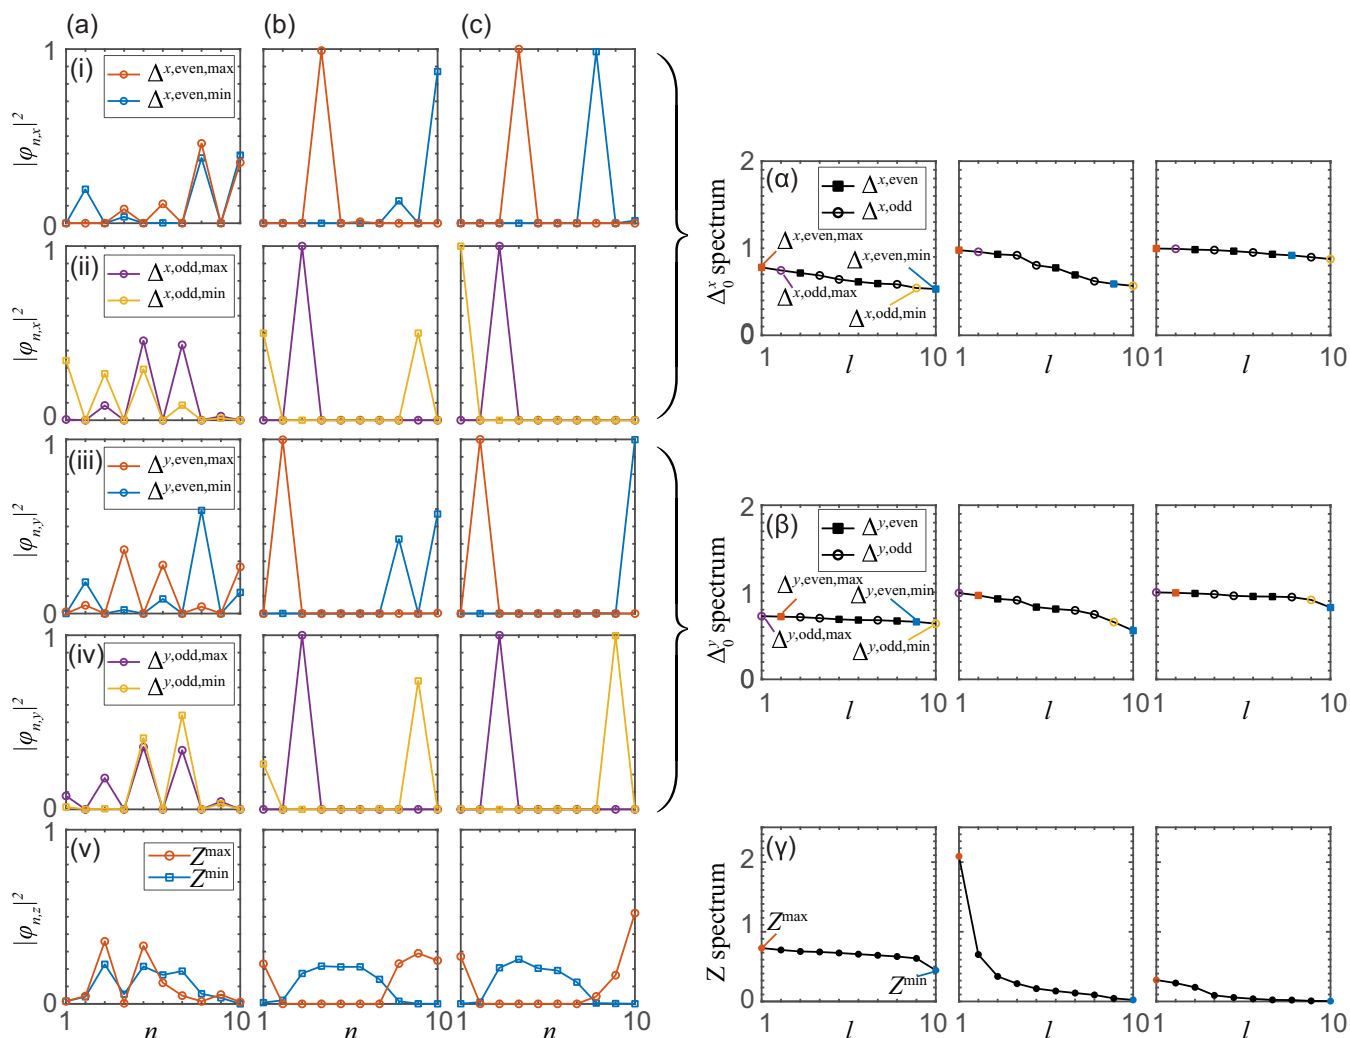 (a) (b) (c)
1
(i)
Δx,even,max
Δx,even,min
|φn,x|2
0
(ii)
Δx,odd,max
Δx,odd,min
|φn,x|2
0
1
(iii)
Δy,even,max
Δy,even,min
|φn,y|2
0
(iv)
Δy,odd,max
Δy,odd,min
|φn,y|2
0
1
(v)
Zmax
Zmin
|φn,z|2
0
1 n 10 1 n 10 1 n 10
2
(α)
Δx,even
Δx,odd
Δx,even,max
Δx,even,min
Δx,odd,max
Δx,odd,min
1
0
Δ0x spectrum
1 l 10 1 l 10 1 l 10
2
(β)
Δy,even
Δy,odd
Δy,even,max
Δy,even,min
Δy,odd,max
Δy,odd,min
1
0
Δ0y spectrum
1 l 10 1 l 10 1 l 10
2
(γ)
Zmax
Zmin
1
0
Z spectrum
1 l 10 1 l 10 1 l 10